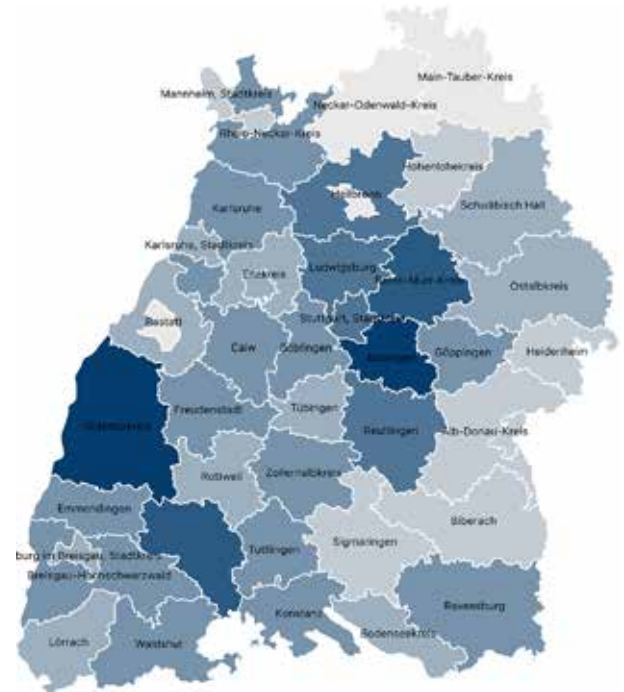 Main-Tauber-Kreis
Mannheim, Stadtkreis
Neckar-Odenwald-Kreis
Rhein-Neckar-Kreis
Hohenlohekreis
Heilbronn
Schwäbisch Hall
Karlsruhe
Karlsruhe, Stadtkreis
Enzkreis
Ludwigsburg
Rems-Murr-Kreis
Ostalbkreis
Rastatt
Stuttgart, Stadtkreis
Calw
Böblingen
Esslingen
Göppingen
Heidenheim
Freudenstadt
Tübingen
Ortenaukreis
Reutlingen
Alb-Donau-Kreis
Rottweil
Zollernalbkreis
Emmendingen
Biberach
Sigmaringen
burg im Breisgau, Stadtkreis
Tuttlingen
Breisgau-Hochschwarzwald
Konstanz
Ravensburg
Bodenseekreis
Lörrach
Waldshut